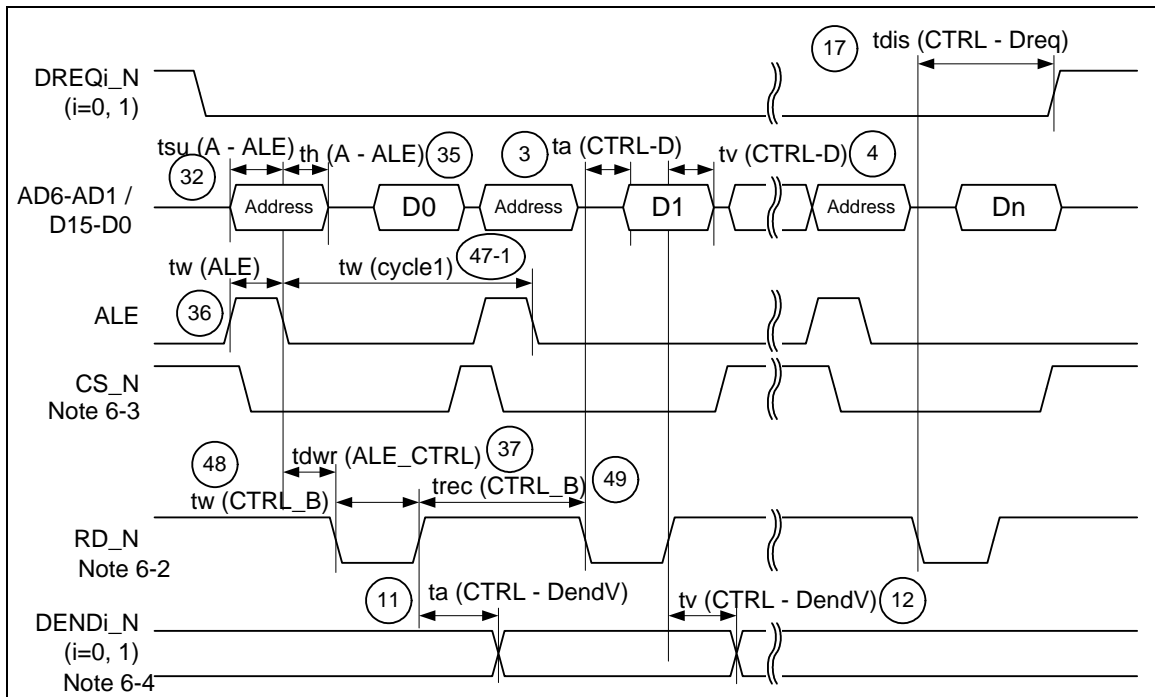 17
tdis (CTRL - Dreq)
DREQi_N
(i=0, 1)
tsu (A - ALE)
th (A - ALE)
35
3
ta (CTRL-D)
tv (CTRL-D)
4
32
AD6-AD1 /
D15-D0
Address
D0
Address
D1
Address
Dn
tw (ALE)
tw (cycle1)
47-1
36
ALE
CS_N
Note 6-3
48
tdwr (ALE_CTRL)
37
tw (CTRL_B)
trec (CTRL_B)
49
RD_N
Note 6-2
11
ta (CTRL - DendV)
tv (CTRL - DendV)
12
DENDi_N
(i=0, 1)
Note 6-4